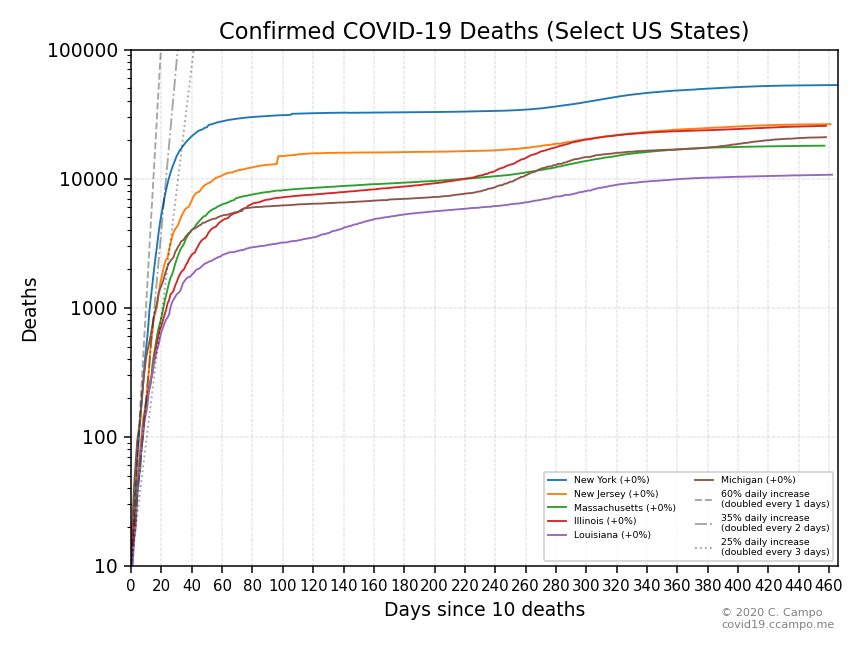 Confirmed COVID-19 Deaths (Select US States)
100000
10000
1000
100
10
Deaths
0 20 40 60 80 100 120 140 160 180 200 220 240 260 280 300 320 340 360 380 400 420 440 460
Days since 10 deaths
New York (+0%)
New Jersey (+0%)
Massachusetts (+0%)
Illinois (+0%)
Louisiana (+0%)
Michigan (+0%)
60% daily increase
(doubled every 1 days)
35% daily increase
(doubled every 2 days)
25% daily increase
(doubled every 3 days)
© 2020 C. Campo
covid19.ccampo.me